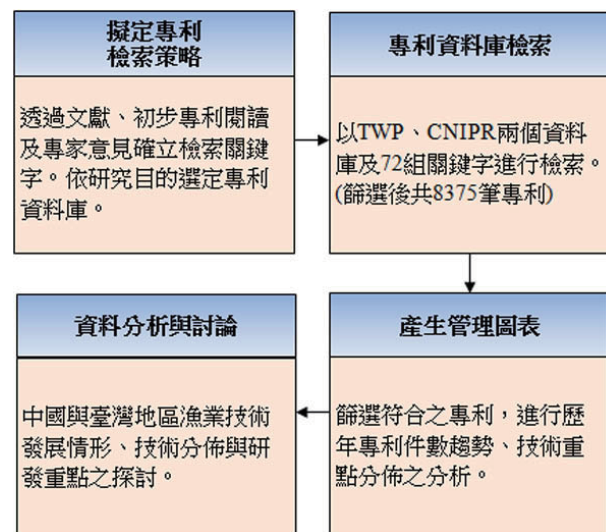 擬定專利
檢索策略
透過文獻、初步專利閱讀
及專家意見確立檢索關鍵
字。依研究目的選定專利
資料庫。
專利資料庫檢索
以TWP、CNIPR兩個資料
庫及72組關鍵字進行檢索。
(篩選後共8375筆專利)
產生管理圖表
篩選符合之專利，進行歷
年專利件數趨勢、技術重
點分佈之分析。
資料分析與討論
中國與臺灣地區漁業技術
發展情形、技術分佈與研
發重點之探討。